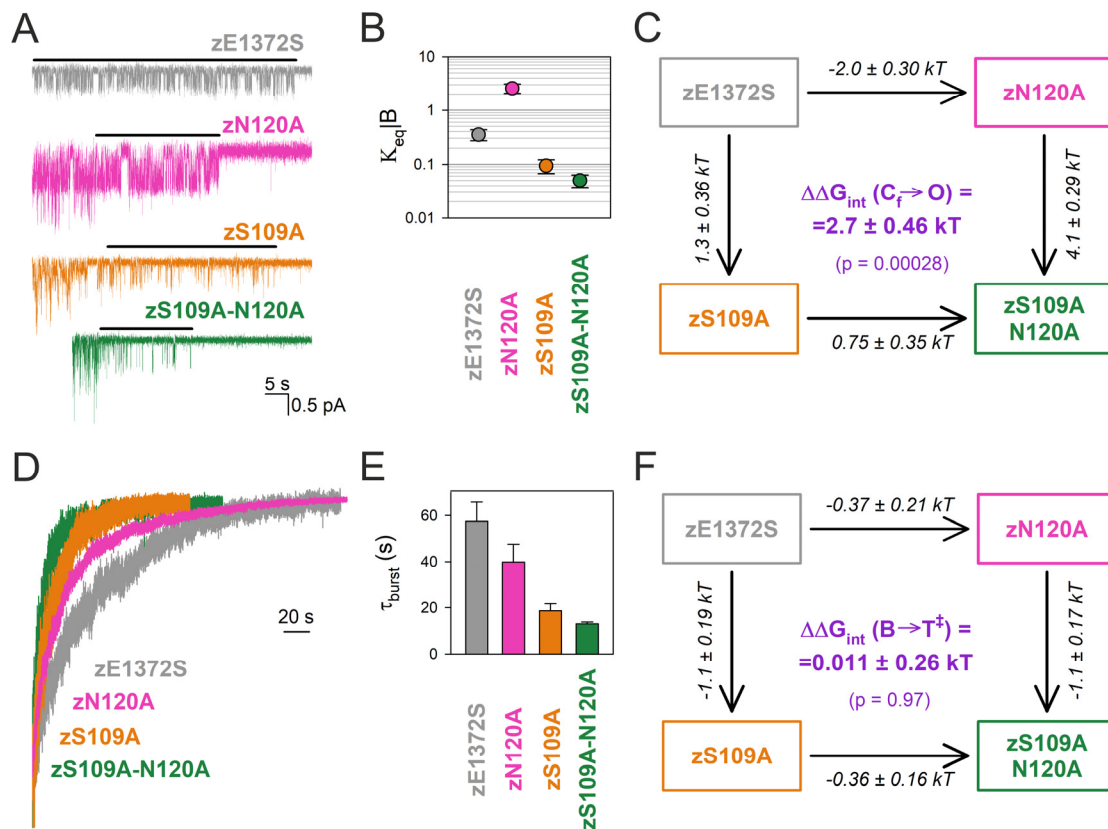 A
zE1372S
zN120A
zS109A
zS109A-N120A
5 s
0.5 pA
B
K_eq|B
10
1
0.1
0.01
zE1372S
zN120A
zS109A
zS109A-N120A
C
zE1372S
-2.0 ± 0.30 kT
zN120A
1.3 ± 0.36 kT
ΔΔG_int (C_f→O) =
=2.7 ± 0.46 kT
(p = 0.00028)
4.1 ± 0.29 kT
zS109A
0.75 ± 0.35 kT
zS109A
N120A
D
20 s
zE1372S
zN120A
zS109A
zS109A-N120A
E
τ_burst (s)
60
40
20
0
zE1372S
zN120A
zS109A
zS109A-N120A
F
zE1372S
-0.37 ± 0.21 kT
zN120A
-1.1 ± 0.19 kT
ΔΔG_int (B→T‡) =
=0.011 ± 0.26 kT
(p = 0.97)
-1.1 ± 0.17 kT
zS109A
-0.36 ± 0.16 kT
zS109A
N120A